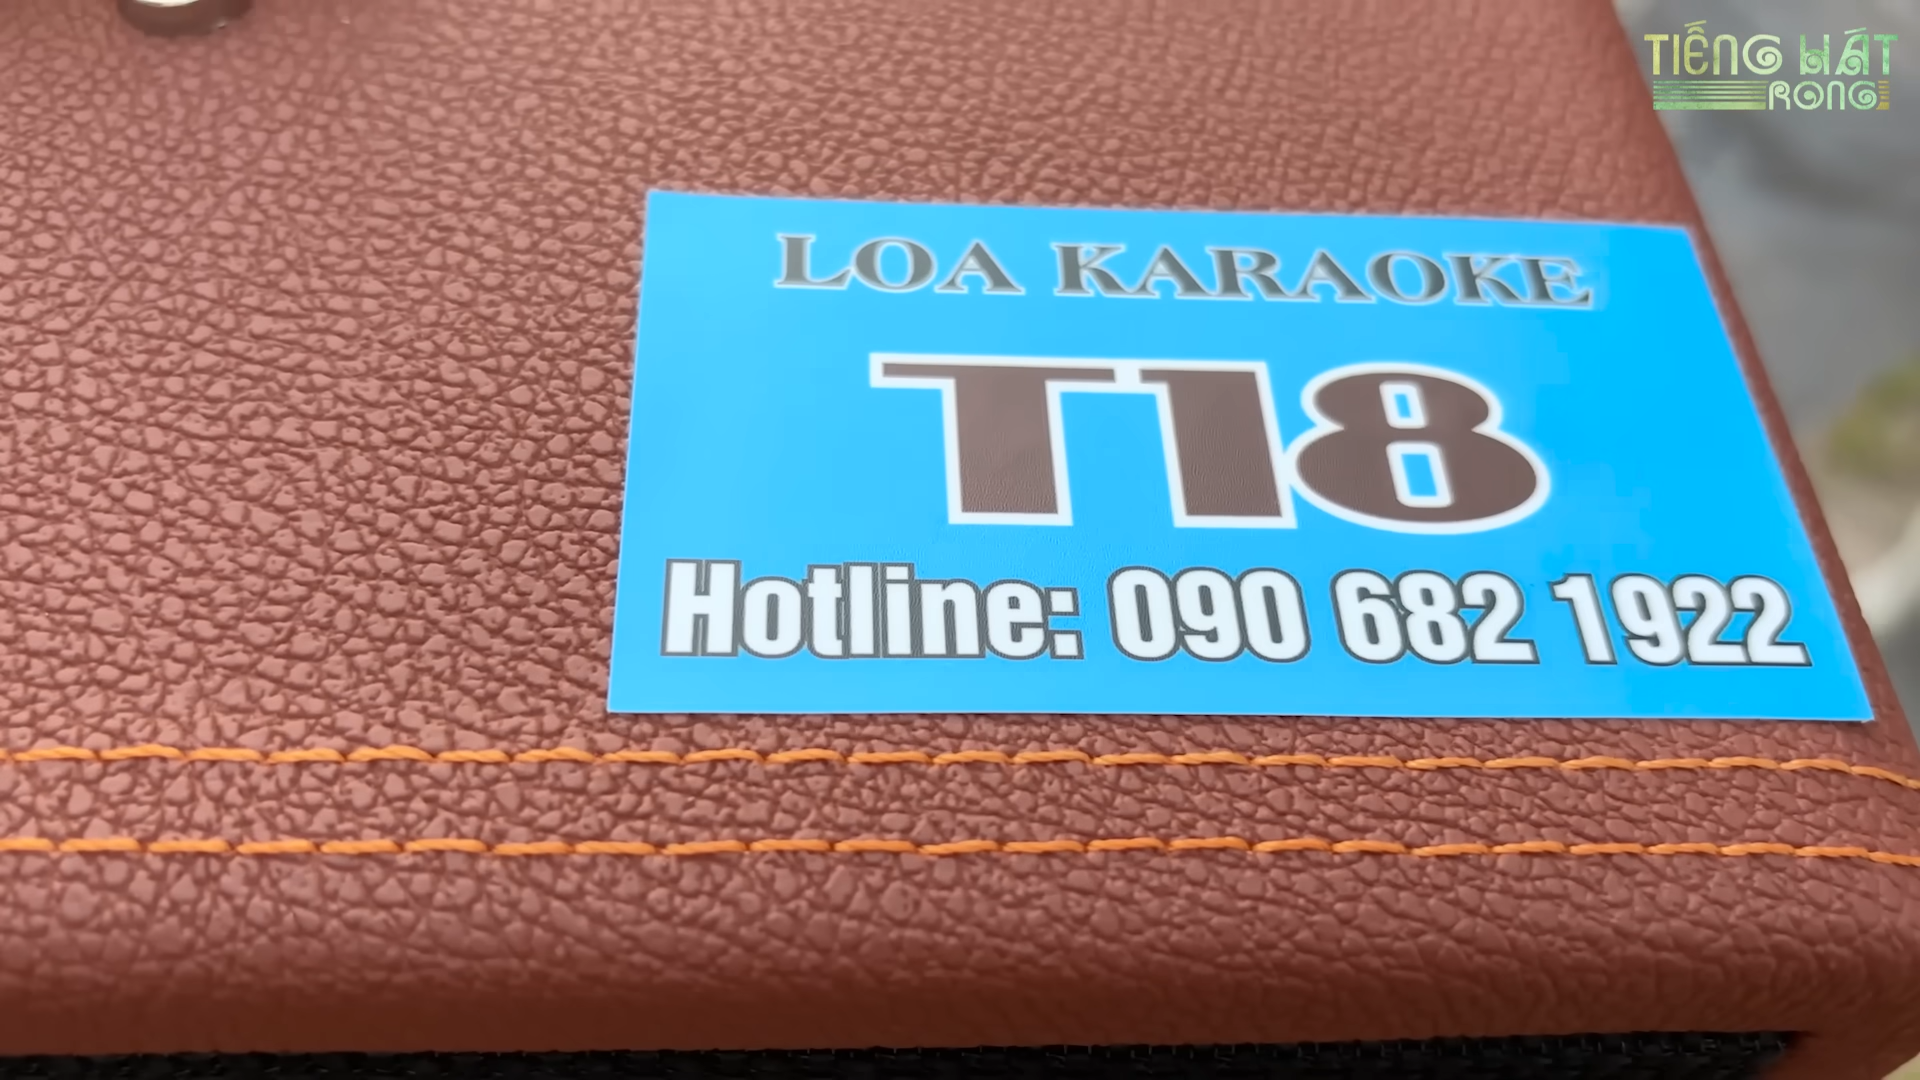 TIẾNG HÁT
RONG
LOA KARAOKE
T18
Hotline: 090 682 1922